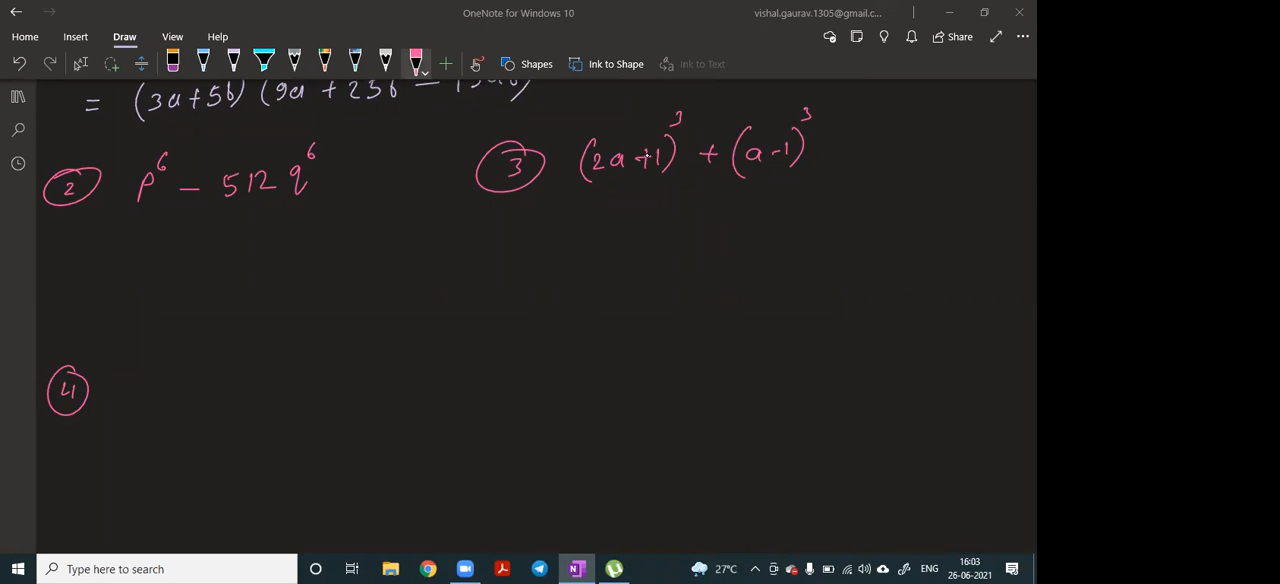 OneNote for Windows 10
vishal.gaurav.1305@gmail.c...
Home Insert Draw View Help Share
Shapes Ink to Shape Ink to Text
= (3a+5b) (9a + 25b
② p⁶ - 512 q⁶
③ (2a+1)³ + (a-1)³
④
Type here to search
27°C ENG 16:03
26-06-2021